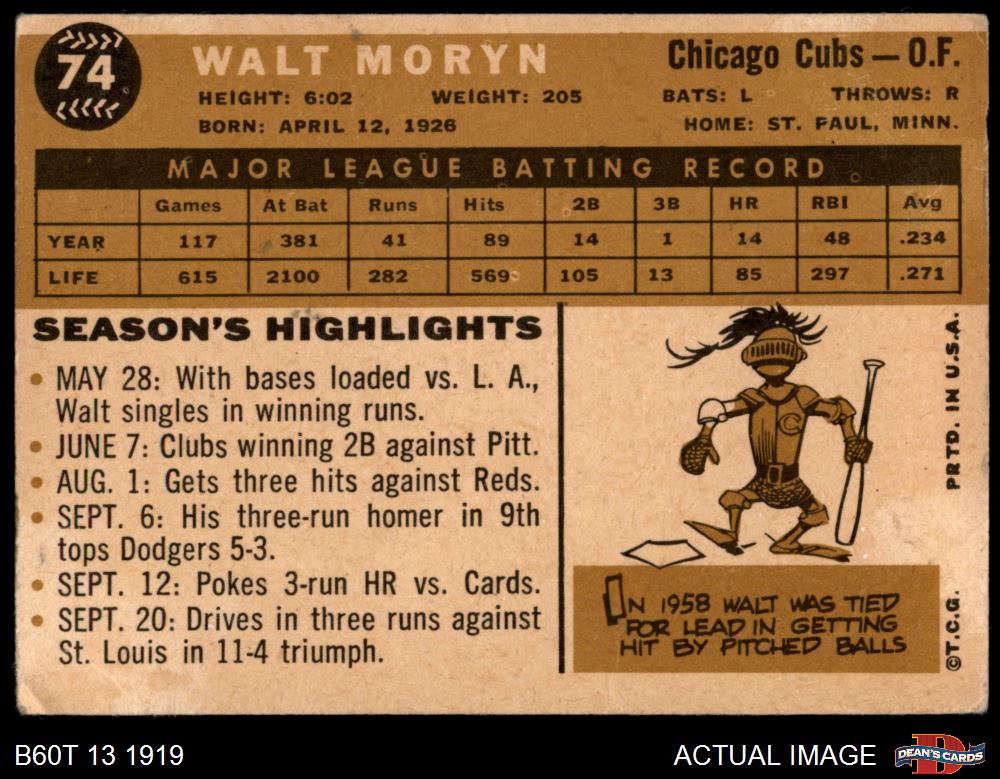 74
WALT MORYN
Chicago Cubs — O.F.
HEIGHT: 6:02 WEIGHT: 205 BATS: L THROWS: R
BORN: APRIL 12, 1926 HOME: ST. PAUL, MINN.
MAJOR LEAGUE BATTING RECORD
Games At Bat Runs Hits 2B 3B HR RBI Avg
YEAR 117 381 41 89 14 1 14 48 .234
LIFE 615 2100 282 569 105 13 85 297 .271
SEASON'S HIGHLIGHTS
• MAY 28: With bases loaded vs. L. A.,
Walt singles in winning runs.
• JUNE 7: Clubs winning 2B against Pitt.
• AUG. 1: Gets three hits against Reds.
• SEPT. 6: His three-run homer in 9th
tops Dodgers 5-3.
• SEPT. 12: Pokes 3-run HR vs. Cards.
• SEPT. 20: Drives in three runs against
St. Louis in 11-4 triumph.
C
IN 1958 WALT WAS TIED
FOR LEAD IN GETTING
HIT BY PITCHED BALLS
©T.C.G. PRTD. IN U.S.A.
B60T 13 1919
ACTUAL IMAGE
D
DEAN'S CARDS